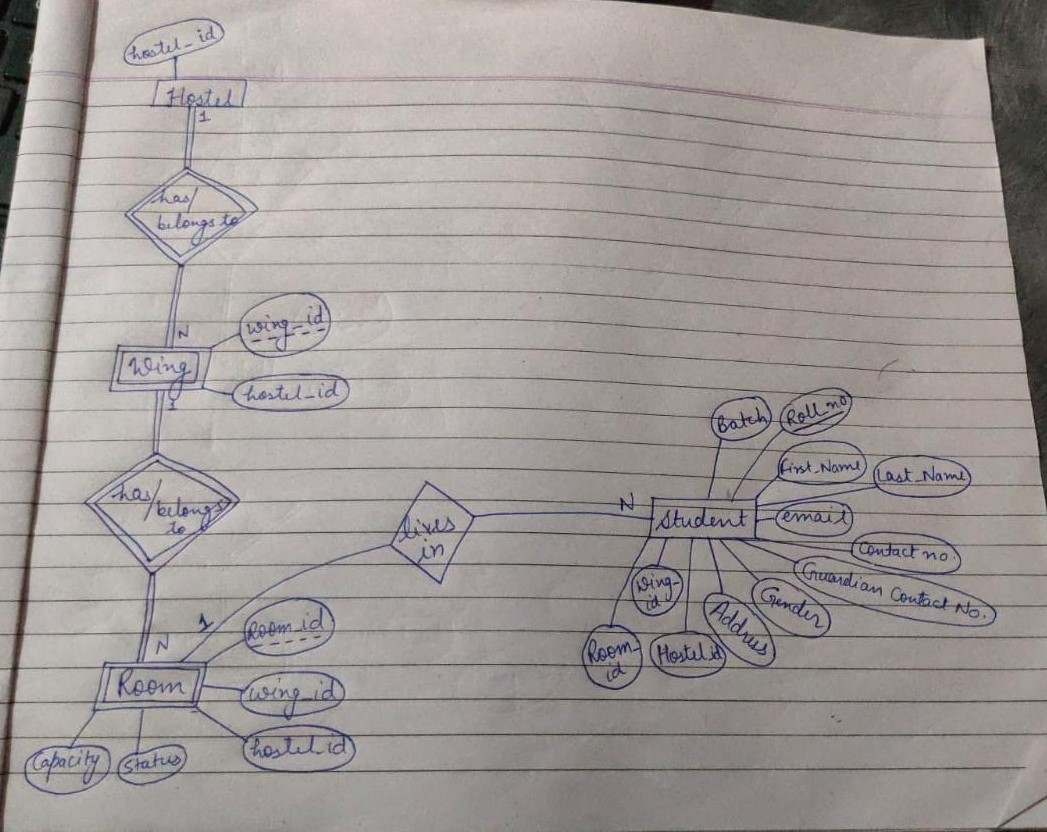 hostel_id
Hostel
1
has/
belongs to
N
wing_id
Wing
hostel_id
1
has/
belongs
to
N
Room_id
Room
wing_id
hostel_id
Capacity
Status
1
lives
in
N
Student
Batch
Roll_no
First_Name
Last_Name
email
Contact no.
Guardian Contact No.
Gender
Address
Hostel id
Wing-
id
Room-
id